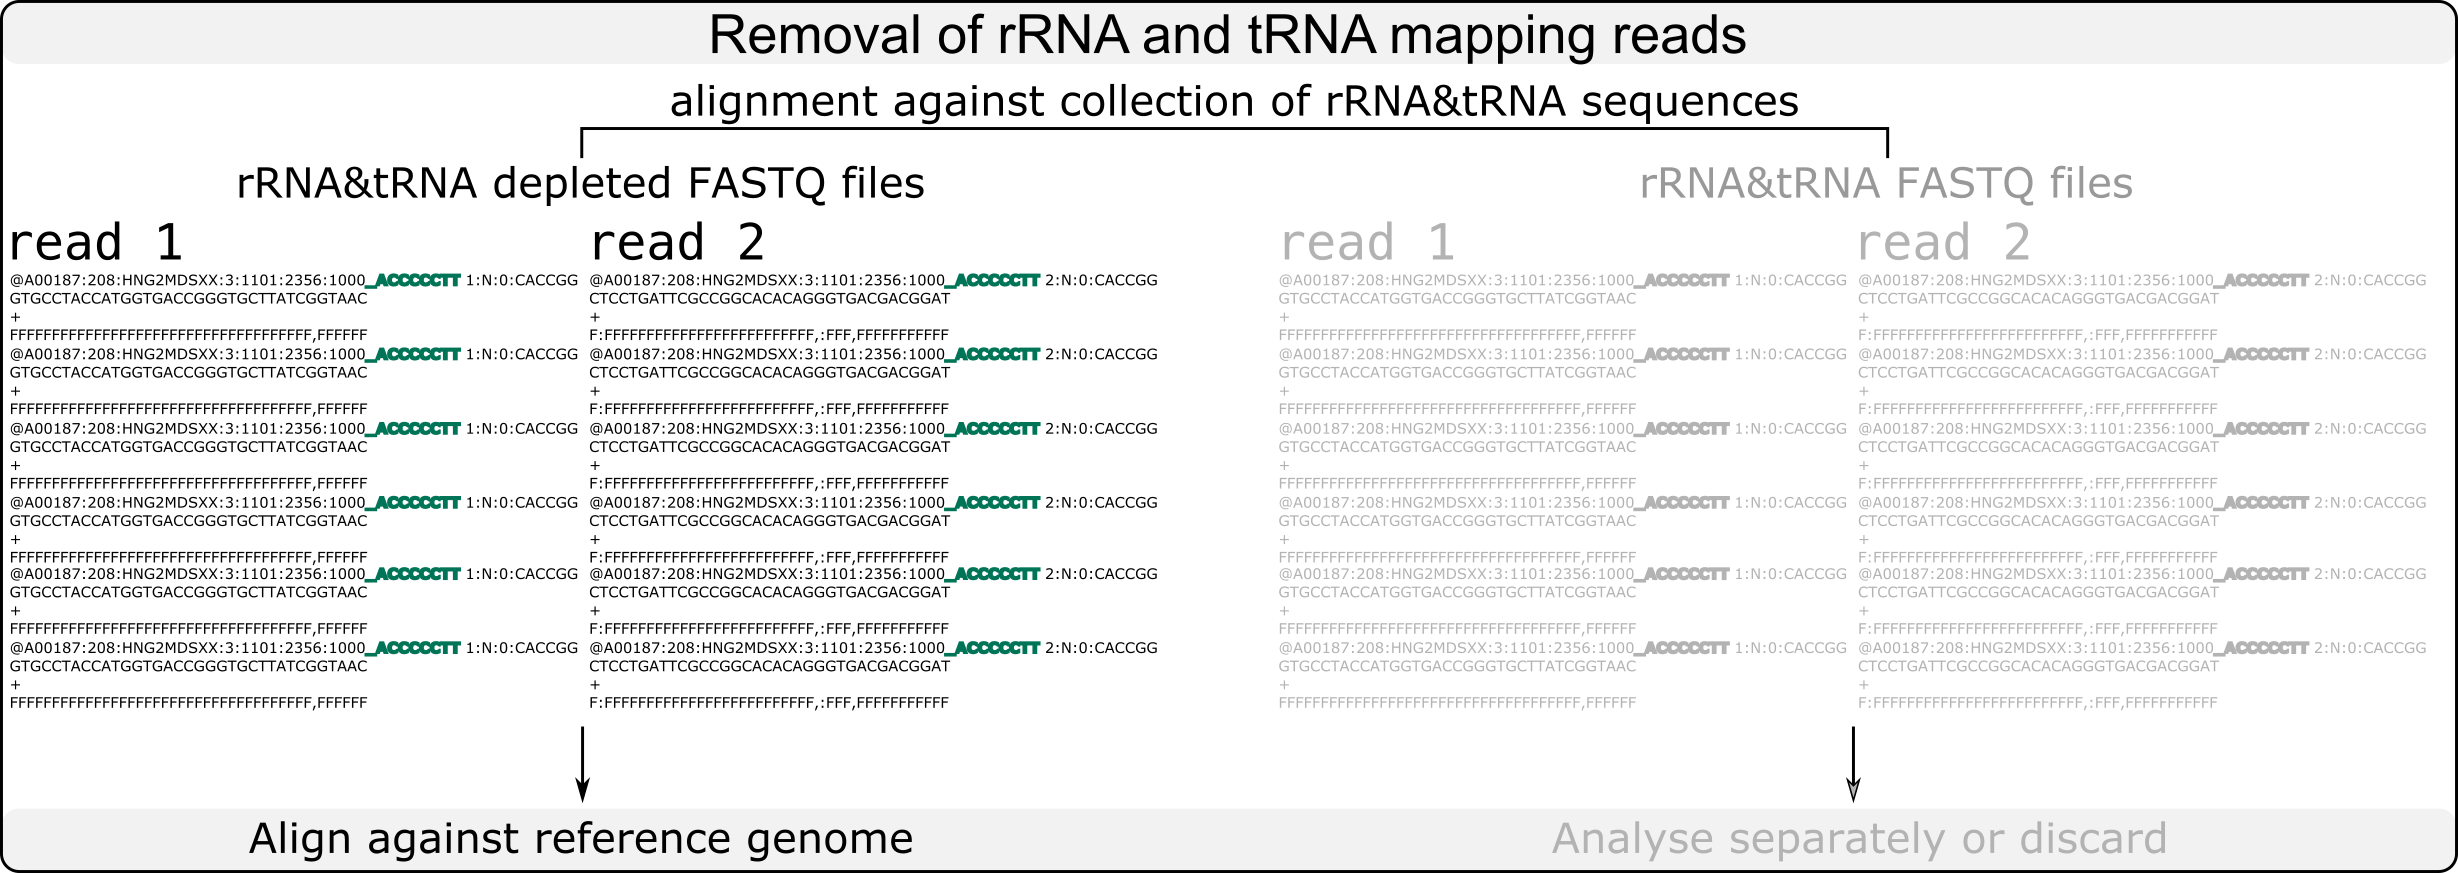 Removal of rRNA and tRNA mapping reads
alignment against collection of rRNA&tRNA sequences
rRNA&tRNA depleted FASTQ files
read 1
@A00187:208:HNG2MDSXX:3:1101:2356:1000_ACCCCCTT 1:N:0:CACCGG
GTGCCTACCATGGTGACCGGGTGCTTATCGGTAAC
+
FFFFFFFFFFFFFFFFFFFFFFFFFFFFFFFFFFFF,FFFFFF
@A00187:208:HNG2MDSXX:3:1101:2356:1000_ACCCCCTT 1:N:0:CACCGG
GTGCCTACCATGGTGACCGGGTGCTTATCGGTAAC
+
FFFFFFFFFFFFFFFFFFFFFFFFFFFFFFFFFFFF,FFFFFF
@A00187:208:HNG2MDSXX:3:1101:2356:1000_ACCCCCTT 1:N:0:CACCGG
GTGCCTACCATGGTGACCGGGTGCTTATCGGTAAC
+
FFFFFFFFFFFFFFFFFFFFFFFFFFFFFFFFFFFF,FFFFFF
@A00187:208:HNG2MDSXX:3:1101:2356:1000_ACCCCCTT 1:N:0:CACCGG
GTGCCTACCATGGTGACCGGGTGCTTATCGGTAAC
+
FFFFFFFFFFFFFFFFFFFFFFFFFFFFFFFFFFFF,FFFFFF
@A00187:208:HNG2MDSXX:3:1101:2356:1000_ACCCCCTT 1:N:0:CACCGG
GTGCCTACCATGGTGACCGGGTGCTTATCGGTAAC
+
FFFFFFFFFFFFFFFFFFFFFFFFFFFFFFFFFFFF,FFFFFF
@A00187:208:HNG2MDSXX:3:1101:2356:1000_ACCCCCTT 1:N:0:CACCGG
GTGCCTACCATGGTGACCGGGTGCTTATCGGTAAC
+
FFFFFFFFFFFFFFFFFFFFFFFFFFFFFFFFFFFF,FFFFFF
read 2
@A00187:208:HNG2MDSXX:3:1101:2356:1000_ACCCCCTT 2:N:0:CACCGG
CTCCTGATTCGCCGGCACACAGGGTGACGACGGAT
+
F:FFFFFFFFFFFFFFFFFFFFFFFFF,:FFF,FFFFFFFFFFF
@A00187:208:HNG2MDSXX:3:1101:2356:1000_ACCCCCTT 2:N:0:CACCGG
CTCCTGATTCGCCGGCACACAGGGTGACGACGGAT
+
F:FFFFFFFFFFFFFFFFFFFFFFFFF,:FFF,FFFFFFFFFFF
@A00187:208:HNG2MDSXX:3:1101:2356:1000_ACCCCCTT 2:N:0:CACCGG
CTCCTGATTCGCCGGCACACAGGGTGACGACGGAT
+
F:FFFFFFFFFFFFFFFFFFFFFFFFF,:FFF,FFFFFFFFFFF
@A00187:208:HNG2MDSXX:3:1101:2356:1000_ACCCCCTT 2:N:0:CACCGG
CTCCTGATTCGCCGGCACACAGGGTGACGACGGAT
+
F:FFFFFFFFFFFFFFFFFFFFFFFFF,:FFF,FFFFFFFFFFF
@A00187:208:HNG2MDSXX:3:1101:2356:1000_ACCCCCTT 2:N:0:CACCGG
CTCCTGATTCGCCGGCACACAGGGTGACGACGGAT
+
F:FFFFFFFFFFFFFFFFFFFFFFFFF,:FFF,FFFFFFFFFFF
@A00187:208:HNG2MDSXX:3:1101:2356:1000_ACCCCCTT 2:N:0:CACCGG
CTCCTGATTCGCCGGCACACAGGGTGACGACGGAT
+
F:FFFFFFFFFFFFFFFFFFFFFFFFF,:FFF,FFFFFFFFFFF
Align against reference genome
rRNA&tRNA FASTQ files
read 1
@A00187:208:HNG2MDSXX:3:1101:2356:1000_ACCCCCTT 1:N:0:CACCGG
GTGCCTACCATGGTGACCGGGTGCTTATCGGTAAC
+
FFFFFFFFFFFFFFFFFFFFFFFFFFFFFFFFFFFF,FFFFFF
@A00187:208:HNG2MDSXX:3:1101:2356:1000_ACCCCCTT 1:N:0:CACCGG
GTGCCTACCATGGTGACCGGGTGCTTATCGGTAAC
+
FFFFFFFFFFFFFFFFFFFFFFFFFFFFFFFFFFFF,FFFFFF
@A00187:208:HNG2MDSXX:3:1101:2356:1000_ACCCCCTT 1:N:0:CACCGG
GTGCCTACCATGGTGACCGGGTGCTTATCGGTAAC
+
FFFFFFFFFFFFFFFFFFFFFFFFFFFFFFFFFFFF,FFFFFF
@A00187:208:HNG2MDSXX:3:1101:2356:1000_ACCCCCTT 1:N:0:CACCGG
GTGCCTACCATGGTGACCGGGTGCTTATCGGTAAC
+
FFFFFFFFFFFFFFFFFFFFFFFFFFFFFFFFFFFF,FFFFFF
@A00187:208:HNG2MDSXX:3:1101:2356:1000_ACCCCCTT 1:N:0:CACCGG
GTGCCTACCATGGTGACCGGGTGCTTATCGGTAAC
+
FFFFFFFFFFFFFFFFFFFFFFFFFFFFFFFFFFFF,FFFFFF
@A00187:208:HNG2MDSXX:3:1101:2356:1000_ACCCCCTT 1:N:0:CACCGG
GTGCCTACCATGGTGACCGGGTGCTTATCGGTAAC
+
FFFFFFFFFFFFFFFFFFFFFFFFFFFFFFFFFFFF,FFFFFF
read 2
@A00187:208:HNG2MDSXX:3:1101:2356:1000_ACCCCCTT 2:N:0:CACCGG
CTCCTGATTCGCCGGCACACAGGGTGACGACGGAT
+
F:FFFFFFFFFFFFFFFFFFFFFFFFF,:FFF,FFFFFFFFFFF
@A00187:208:HNG2MDSXX:3:1101:2356:1000_ACCCCCTT 2:N:0:CACCGG
CTCCTGATTCGCCGGCACACAGGGTGACGACGGAT
+
F:FFFFFFFFFFFFFFFFFFFFFFFFF,:FFF,FFFFFFFFFFF
@A00187:208:HNG2MDSXX:3:1101:2356:1000_ACCCCCTT 2:N:0:CACCGG
CTCCTGATTCGCCGGCACACAGGGTGACGACGGAT
+
F:FFFFFFFFFFFFFFFFFFFFFFFFF,:FFF,FFFFFFFFFFF
@A00187:208:HNG2MDSXX:3:1101:2356:1000_ACCCCCTT 2:N:0:CACCGG
CTCCTGATTCGCCGGCACACAGGGTGACGACGGAT
+
F:FFFFFFFFFFFFFFFFFFFFFFFFF,:FFF,FFFFFFFFFFF
@A00187:208:HNG2MDSXX:3:1101:2356:1000_ACCCCCTT 2:N:0:CACCGG
CTCCTGATTCGCCGGCACACAGGGTGACGACGGAT
+
F:FFFFFFFFFFFFFFFFFFFFFFFFF,:FFF,FFFFFFFFFFF
@A00187:208:HNG2MDSXX:3:1101:2356:1000_ACCCCCTT 2:N:0:CACCGG
CTCCTGATTCGCCGGCACACAGGGTGACGACGGAT
+
F:FFFFFFFFFFFFFFFFFFFFFFFFF,:FFF,FFFFFFFFFFF
Analyse separately or discard